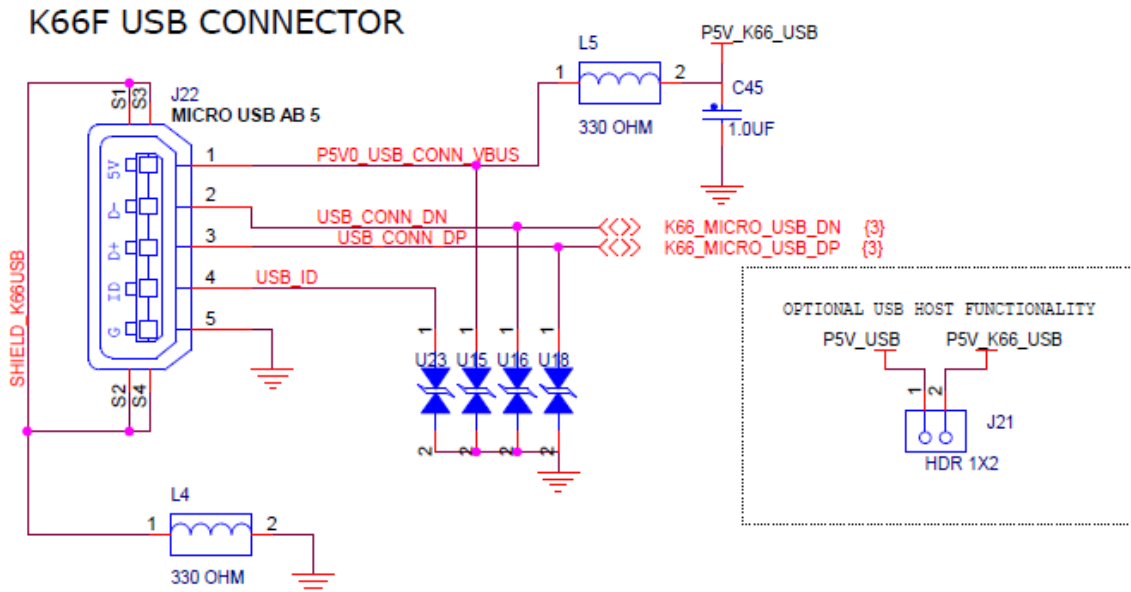 K66F USB CONNECTOR
P5V_K66_USB
L5
1
2
C45
1.0UF
330 OHM
S1
S3
J22
MICRO USB AB 5
5V
1
P5V0_USB_CONN_VBUS
D-
2
USB_CONN_DN
K66_MICRO_USB_DN {3}
D+
3
USB_CONN_DP
K66_MICRO_USB_DP {3}
ID
4
USB_ID
G
5
SHIELD_K66USB
S2
S4
1
1
1
1
U23
U15
U16
U18
2
2
2
2
OPTIONAL USB HOST FUNCTIONALITY
P5V_USB
P5V_K66_USB
1
2
J21
HDR 1X2
L4
1
2
330 OHM